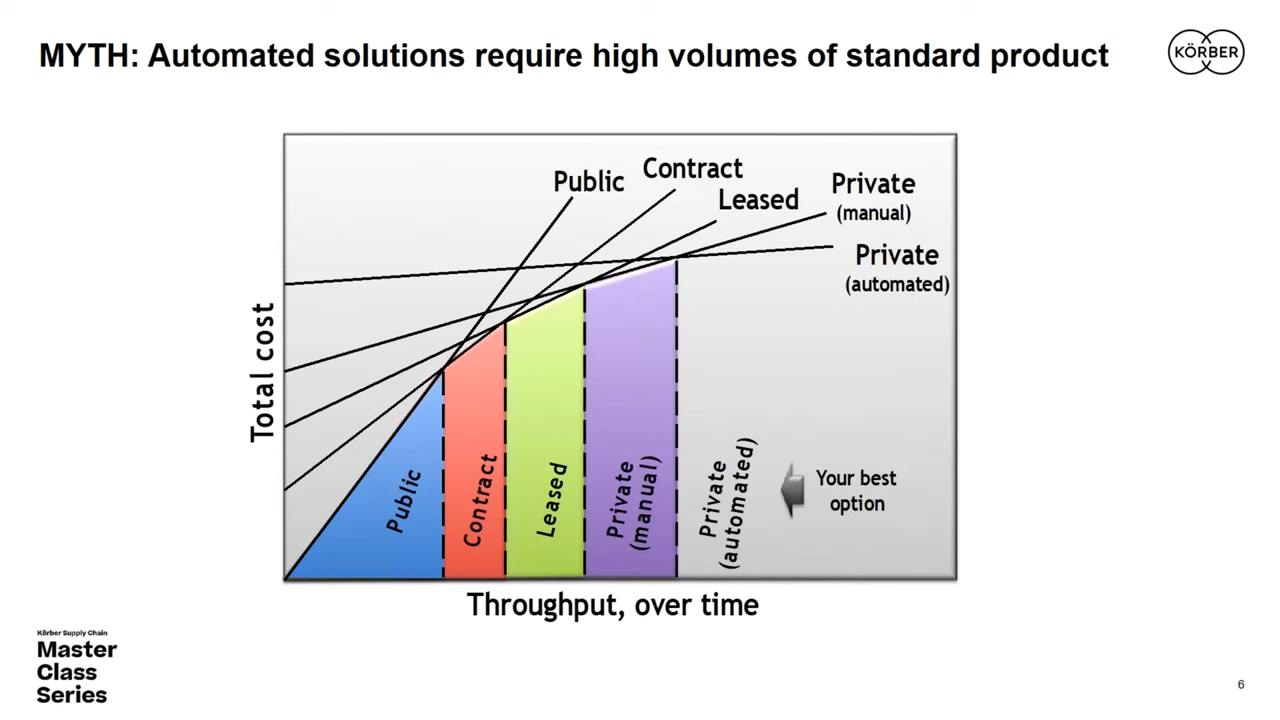 MYTH: Automated solutions require high volumes of standard product
KÖRBER
Public
Contract
Leased
Private
(manual)
Private
(automated)
Total cost
Public
Contract
Leased
Private
(manual)
Private
(automated)
Your best
option
Throughput, over time
Körber Supply Chain
Master
Class
Series
6